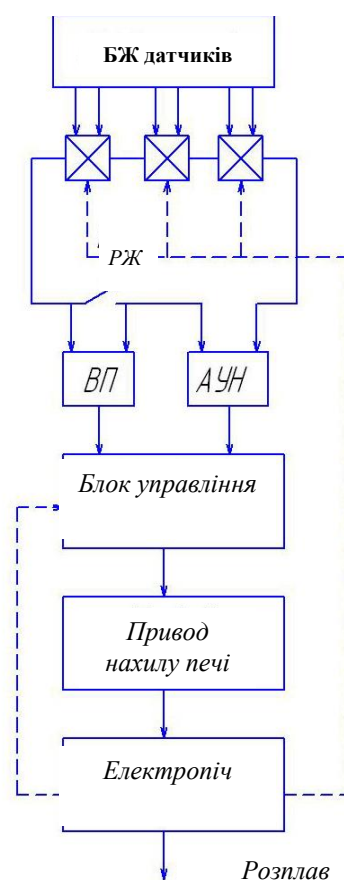 БЖ датчиків
РЖ
ВП
АУН
Блок управління
Привод
нахилу печі
Електропіч
Розплав